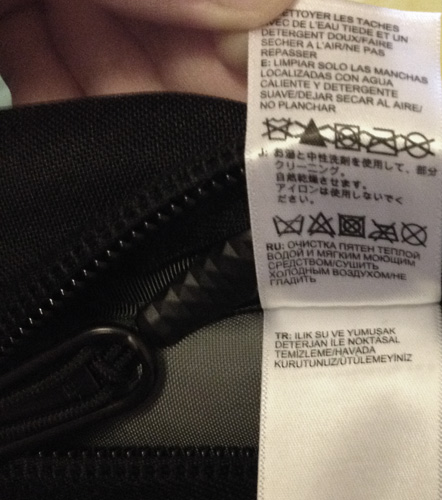 NETTOYER LES TACHES
AVEC DE L'EAU TIEDE ET UN
DETERGENT DOUX/FAIRE
SECHER A L'AIR/NE PAS
REPASSER
E: LIMPIAR SOLO LAS MANCHAS
LOCALIZADAS CON AGUA
CALIENTE Y DETERGENTE
SUAVE/DEJAR SECAR AL AIRE/
NO PLANCHAR
J: お湯と中性洗剤を使用して、部分
クリーニング。
自然乾燥させます。
アイロンは使用しないでく
ださい。
RU: ОЧИСТКА ПЯТЕН ТЕПЛОЙ
ВОДОЙ И МЯГКИМ МОЮЩИМ
СРЕДСТВОМ/СУШИТЬ
ХОЛОДНЫМ ВОЗДУХОМ/НЕ
ГЛАДИТЬ
TR: ILIK SU VE YUMUŞAK
DETERJAN İLE NOKTASAL
TEMİZLEME/HAVADA
KURUTUNUZ/ÜTÜLEMEYİNİZ